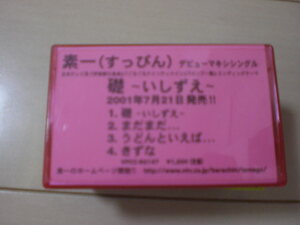 素一(すっぴん) デビューマキシシングル
礎 ~いしずえ~
2001年7月21日発売!!
1. 礎 -いしずえ-
2. まだまだ…
3. うどんといえば…
4. きずな
素一のホームページ開設!!